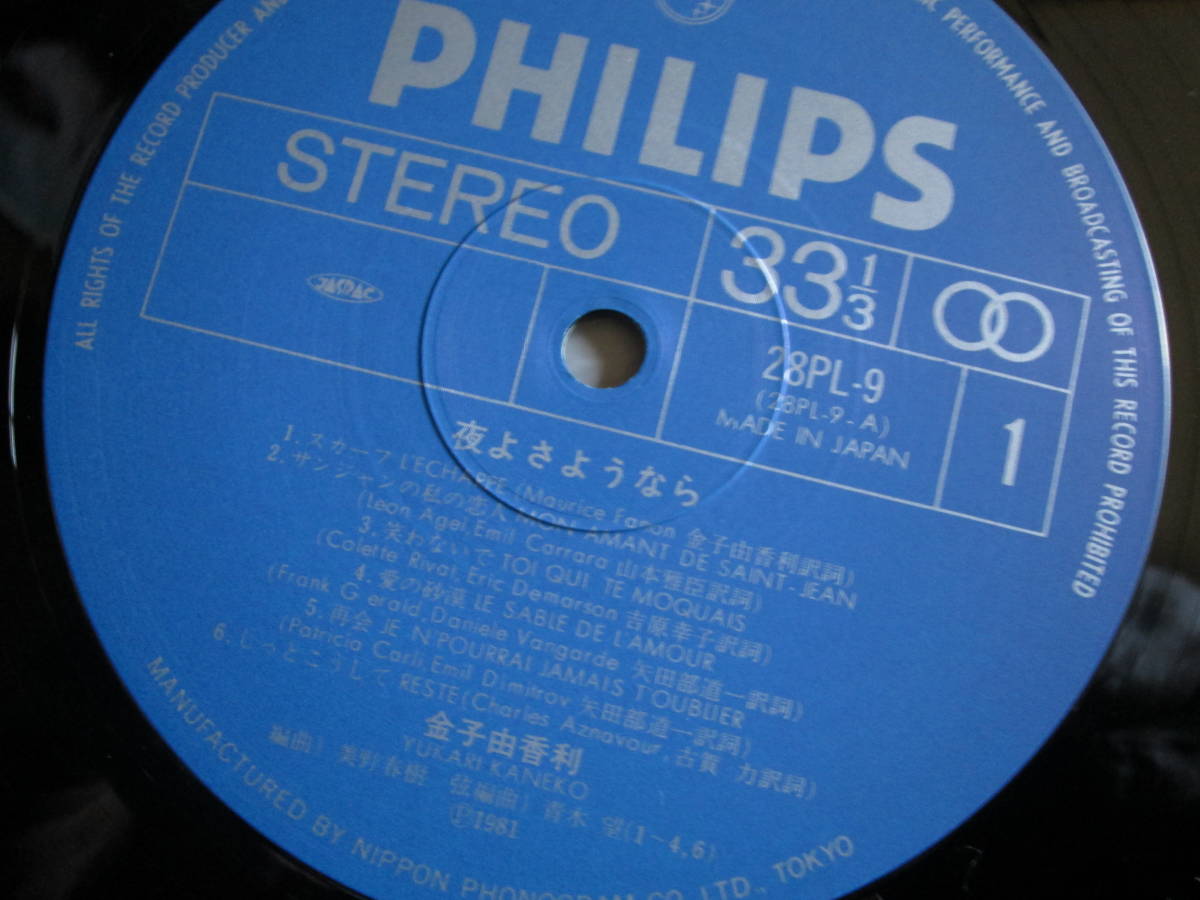 PHILIPS
STEREO
33 1/3
JASRAC
28PL-9
(28PL-9-A)
MADE IN JAPAN
1
夜よさようなら
1. スカーフ L'ECHARPE (Maurice Fanon 金子由香利訳詞)
2. サンジャンの私の恋人 MON AMANT DE SAINT-JEAN
(Leon Agel, Emil Carrara 山本雅臣訳詞)
3. 笑わないで TOI QUI TE MOQUAIS
(Colette Rivat, Eric Demarson 吉原幸子訳詞)
4. 愛の砂漠 LE SABLE DE L'AMOUR
(Frank Gerald, Daniele Vangarde 矢田部道一訳詞)
5. 再会 JE N'POURRAI JAMAIS T'OUBLIER
(Patricia Carli, Emil Dimitrov 矢田部道一訳詞)
6. じっとこうして RESTE (Charles Aznavour, 古賀 力訳詞)
金子由香利
YUKARI KANEKO
編曲) 美野春樹 弦編曲) 青木 望(1-4,6)
Ⓟ1981
ALL RIGHTS OF THE RECORD PRODUCER AND
PERFORMANCE AND BROADCASTING OF THIS RECORD PROHIBITED
MANUFACTURED BY NIPPON PHONOGRAM CO., LTD., TOKYO